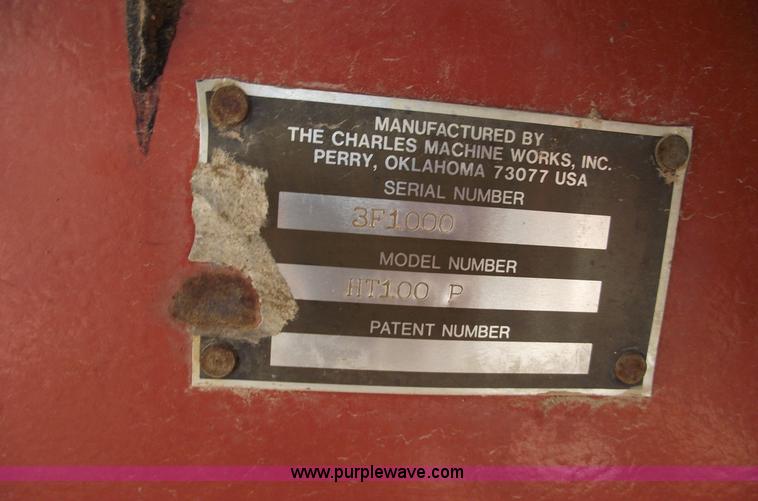 MANUFACTURED BY
THE CHARLES MACHINE WORKS, INC.
PERRY, OKLAHOMA 73077 USA
SERIAL NUMBER
3F1000
MODEL NUMBER
HT100 P
PATENT NUMBER
www.purplewave.com